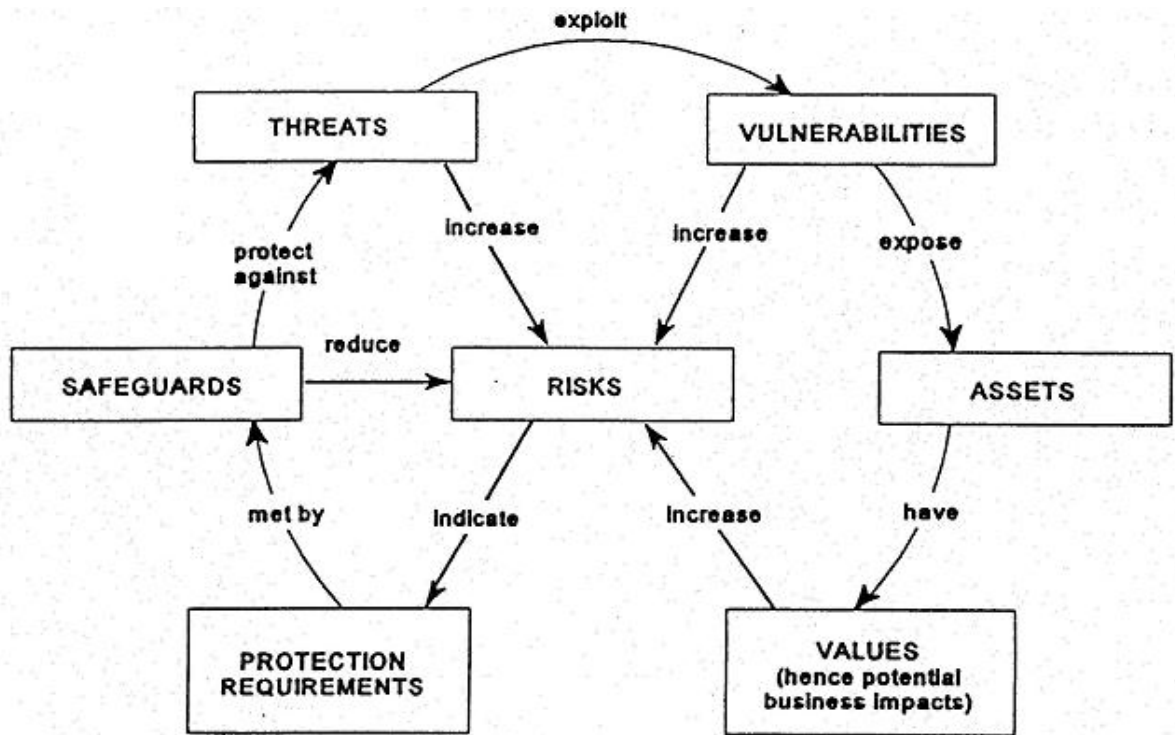 exploit
THREATS
VULNERABILITIES
increase
increase
expose
protect
against
reduce
SAFEGUARDS
RISKS
ASSETS
met by
indicate
increase
have
PROTECTION
REQUIREMENTS
VALUES
(hence potential
business impacts)